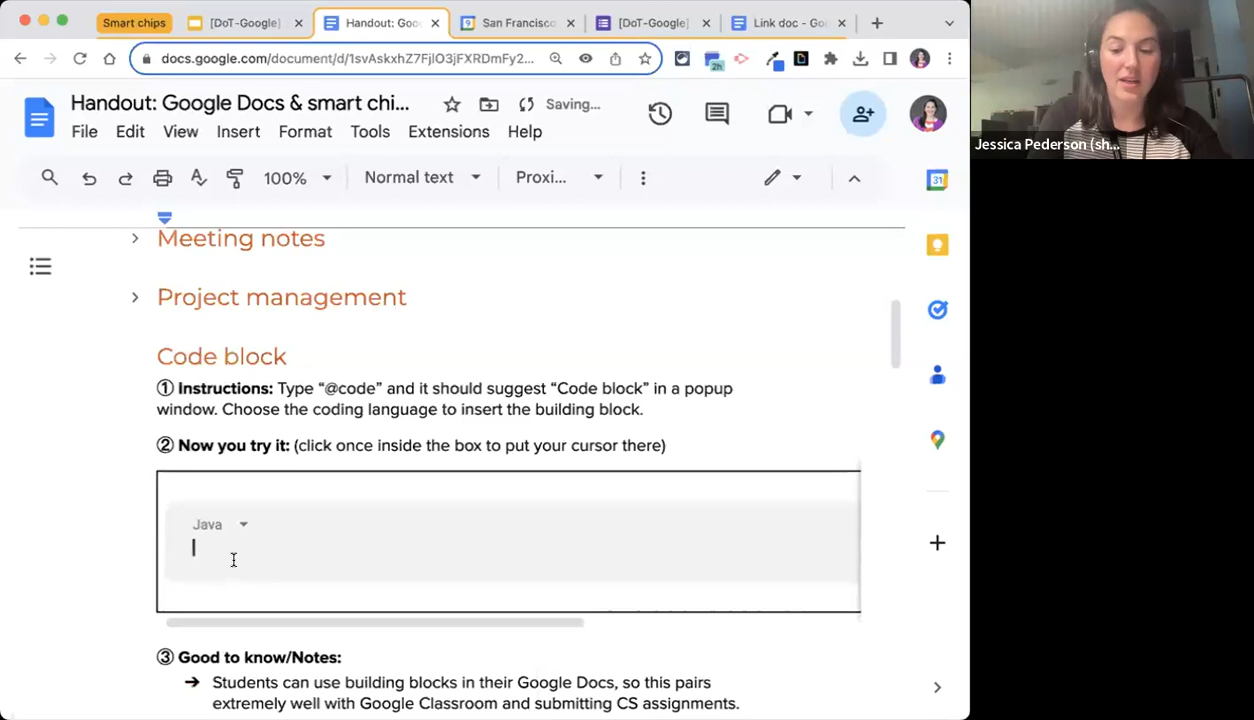 Smart chips
[DoT-Google]
Handout: Goo
San Francisco
[DoT-Google]
Link doc - Go
docs.google.com/document/d/1svAskxhZ7FjlO3jFXRDmFy2...
2h
Handout: Google Docs & smart chi...
Saving...
File Edit View Insert Format Tools Extensions Help
100% Normal text Proxi...
31
Meeting notes
Project management
Code block
① Instructions: Type “@code” and it should suggest “Code block” in a popup
window. Choose the coding language to insert the building block.
② Now you try it: (click once inside the box to put your cursor there)
Java
③ Good to know/Notes:
➔ Students can use building blocks in their Google Docs, so this pairs
extremely well with Google Classroom and submitting CS assignments.
Jessica Pederson (sh...